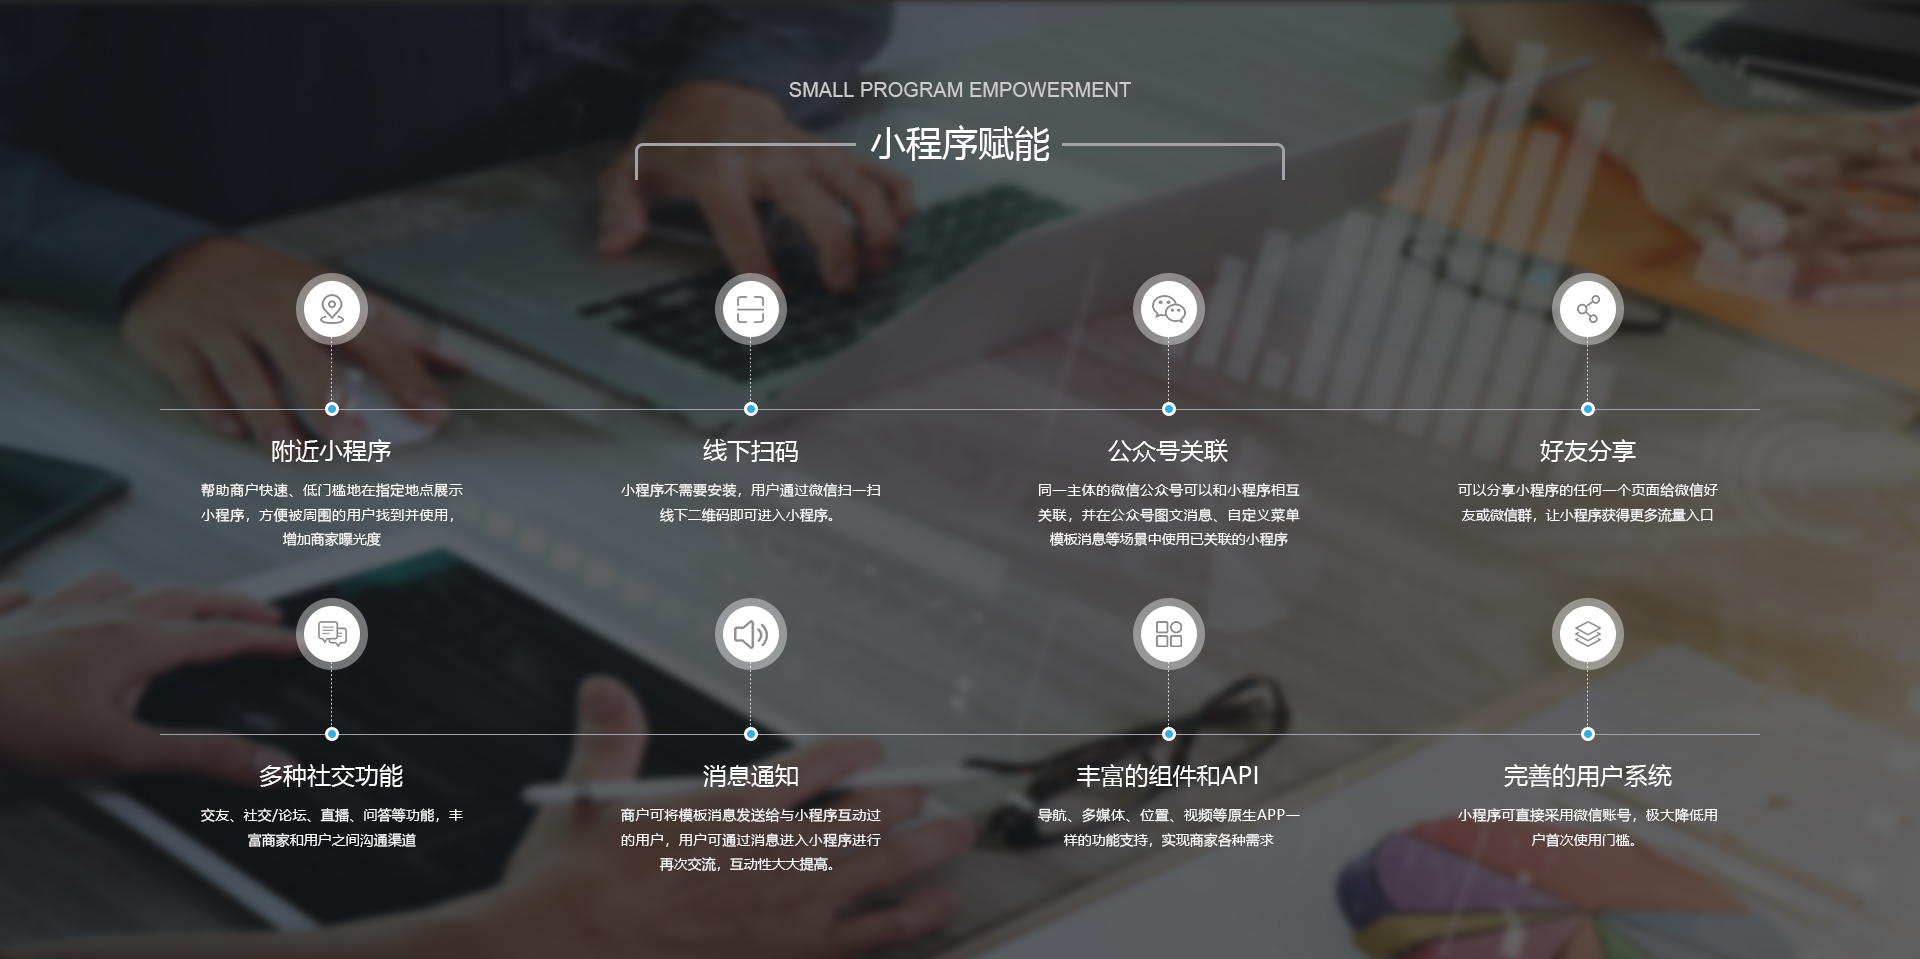 SMALL PROGRAM EMPOWERMENT
小程序赋能
附近小程序
帮助商户快速、低门槛地在指定地点展示
小程序，方便被周围的用户找到并使用，
增加商家曝光度
线下扫码
小程序不需要安装，用户通过微信扫一扫
线下二维码即可进入小程序。
公众号关联
同一主体的微信公众号可以和小程序相互
关联，并在公众号图文消息、自定义菜单
模板消息等场景中使用已关联的小程序
好友分享
可以分享小程序的任何一个页面给微信好
友或微信群，让小程序获得更多流量入口
多种社交功能
交友、社交/论坛、直播、问答等功能，丰
富商家和用户之间沟通渠道
消息通知
商户可将模板消息发送给与小程序互动过
的用户，用户可通过消息进入小程序进行
再次交流，互动性大大提高。
丰富的组件和API
导航、多媒体、位置、视频等原生APP一
样的功能支持，实现商家各种需求
完善的用户系统
小程序可直接采用微信账号，极大降低用
户首次使用门槛。